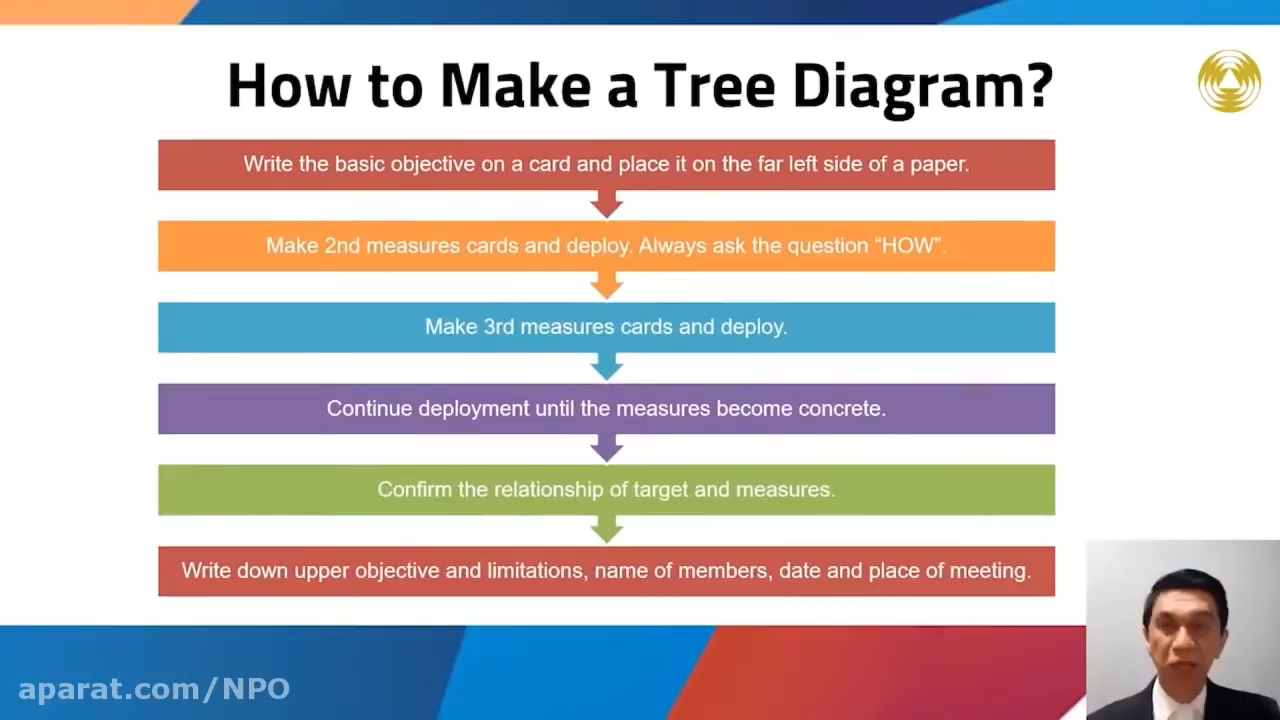 How to Make a Tree Diagram?
Write the basic objective on a card and place it on the far left side of a paper.
Make 2nd measures cards and deploy. Always ask the question “HOW”.
Make 3rd measures cards and deploy.
Continue deployment until the measures become concrete.
Confirm the relationship of target and measures.
Write down upper objective and limitations, name of members, date and place of meeting.
aparat.com/NPO